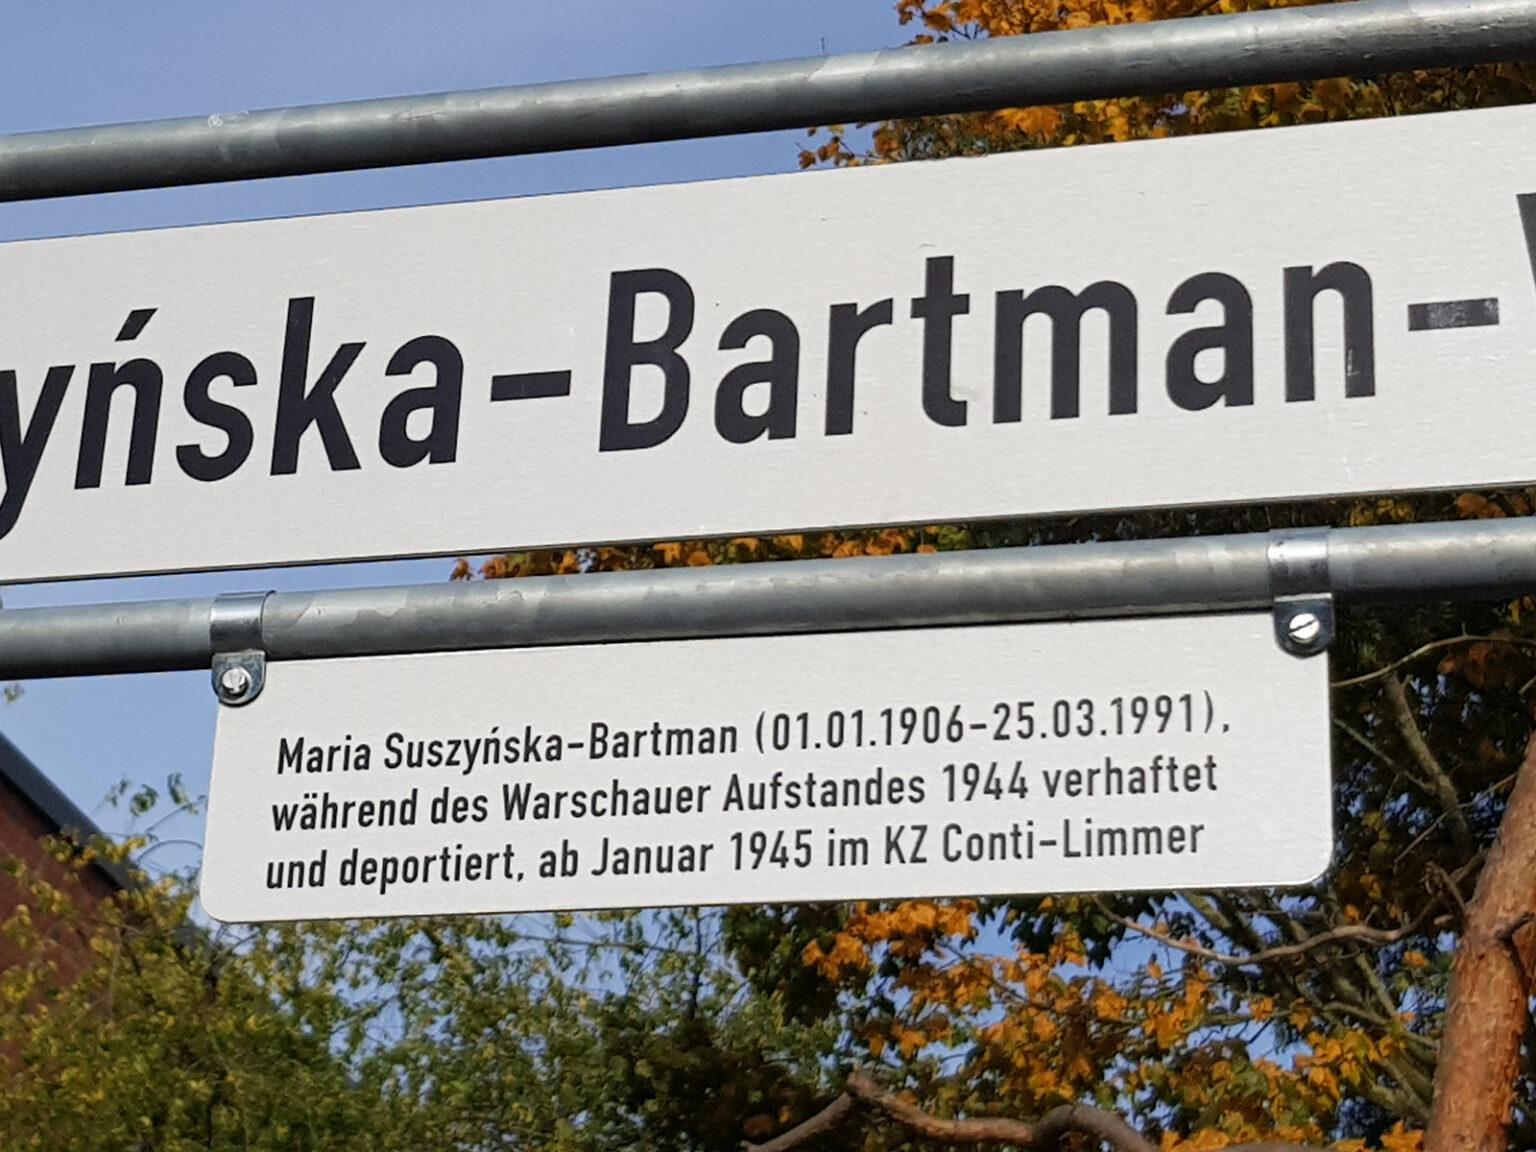 yńska-Bartman-
Maria Suszyńska-Bartman (01.01.1906-25.03.1991),
während des Warschauer Aufstandes 1944 verhaftet
und deportiert, ab Januar 1945 im KZ Conti-Limmer